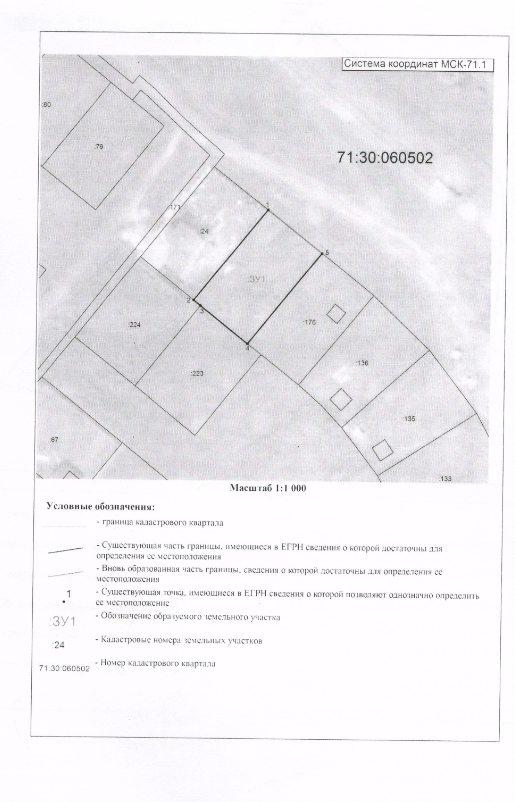 Система координат МСК-71.1
:80
:79
71:30:060502
:171
1
:24
5
:ЗУ1
2
3
:176
4
:224
:136
:223
:135
:67
:133
Масштаб 1:1 000
Условные обозначения:
- граница кадастрового квартала
- Существующая часть границы, имеющиеся в ЕГРН сведения о которой достаточны для
определения ее местоположения
- Вновь образованная часть границы, сведения о которой достаточны для определения ее
местоположения
1 - Существующая точка, имеющиеся в ЕГРН сведения о которой позволяют однозначно определить
ее местоположение
:ЗУ1 - Обозначение образуемого земельного участка
:24 - Кадастровые номера земельных участков
71:30:060502 - Номер кадастрового квартала